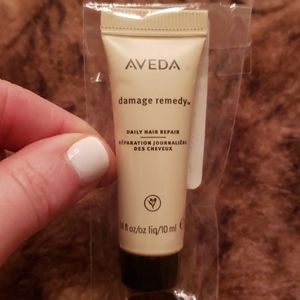 AVEDA
damage remedy™
DAILY HAIR REPAIR
RÉPARATION JOURNALIÈRE
DES CHEVEUX
fl oz/oz liq/10 ml ℮